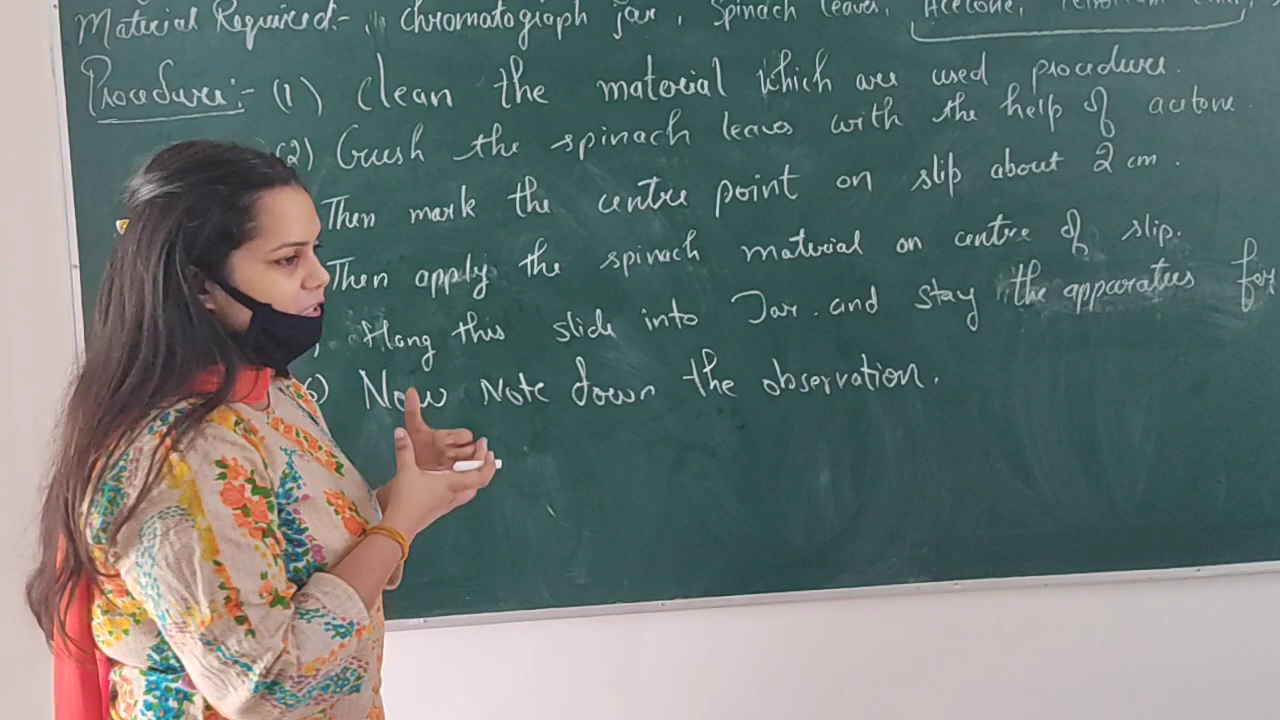 Material Required:- chromatograph jar, Spinach leaves, Acetone,
Procedure:- (1) Clean the material which are used procedure.
(2) Crush the spinach leaves with the help of acetone.
Then mark the centre point on slip about 2 cm.
Then apply the spinach material on centre of slip.
Hang this slide into Jar. and stay the apparatus for
) Now Note down the observation.